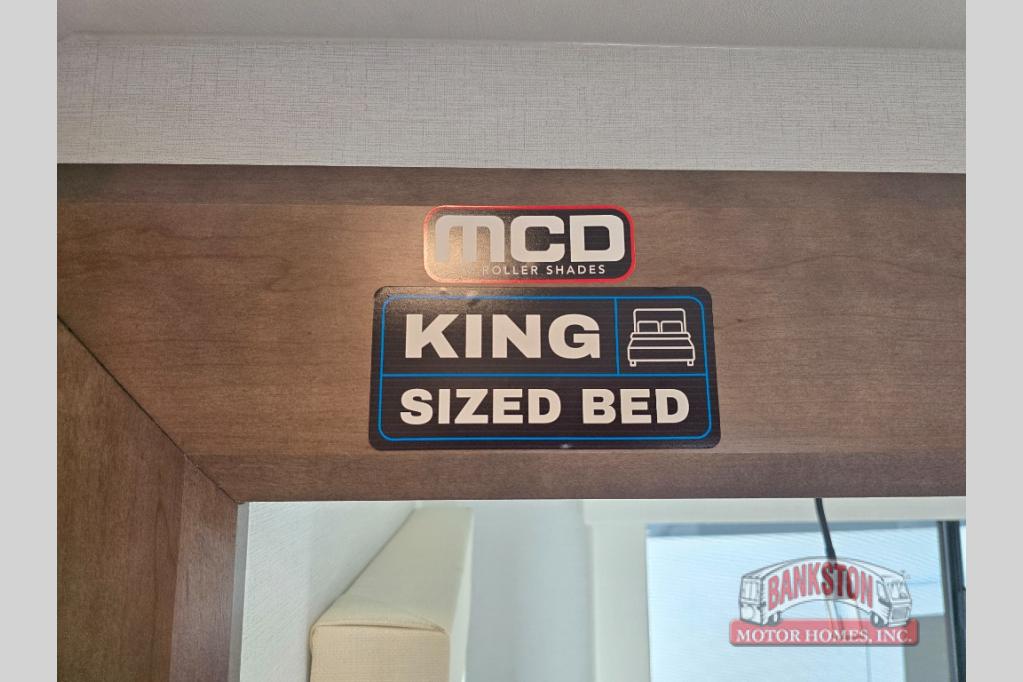 MCD
ROLLER SHADES
KING
SIZED BED
BANKSTON
MOTOR HOMES, INC.